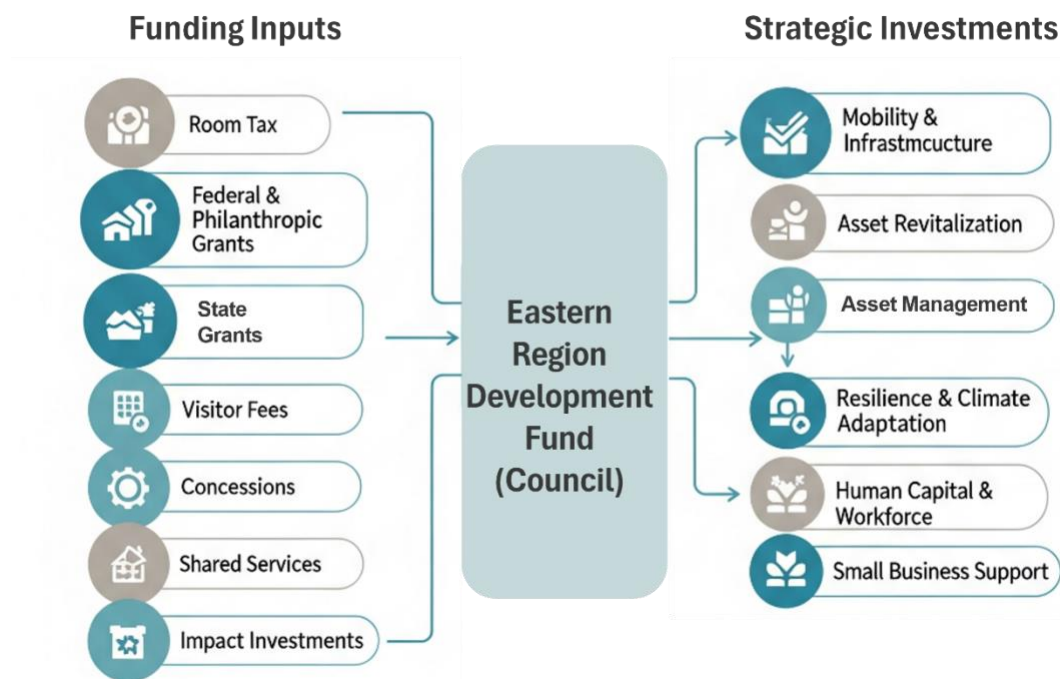 Funding Inputs
Room Tax
Federal &
Philanthropic
Grants
State
Grants
Visitor Fees
Concessions
Shared Services
Impact Investments
Eastern
Region
Development
Fund
(Council)
Strategic Investments
Mobility &
Infrastmcucture
Asset Revitalization
Asset Management
Resilience & Climate
Adaptation
Human Capital &
Workforce
Small Business Support